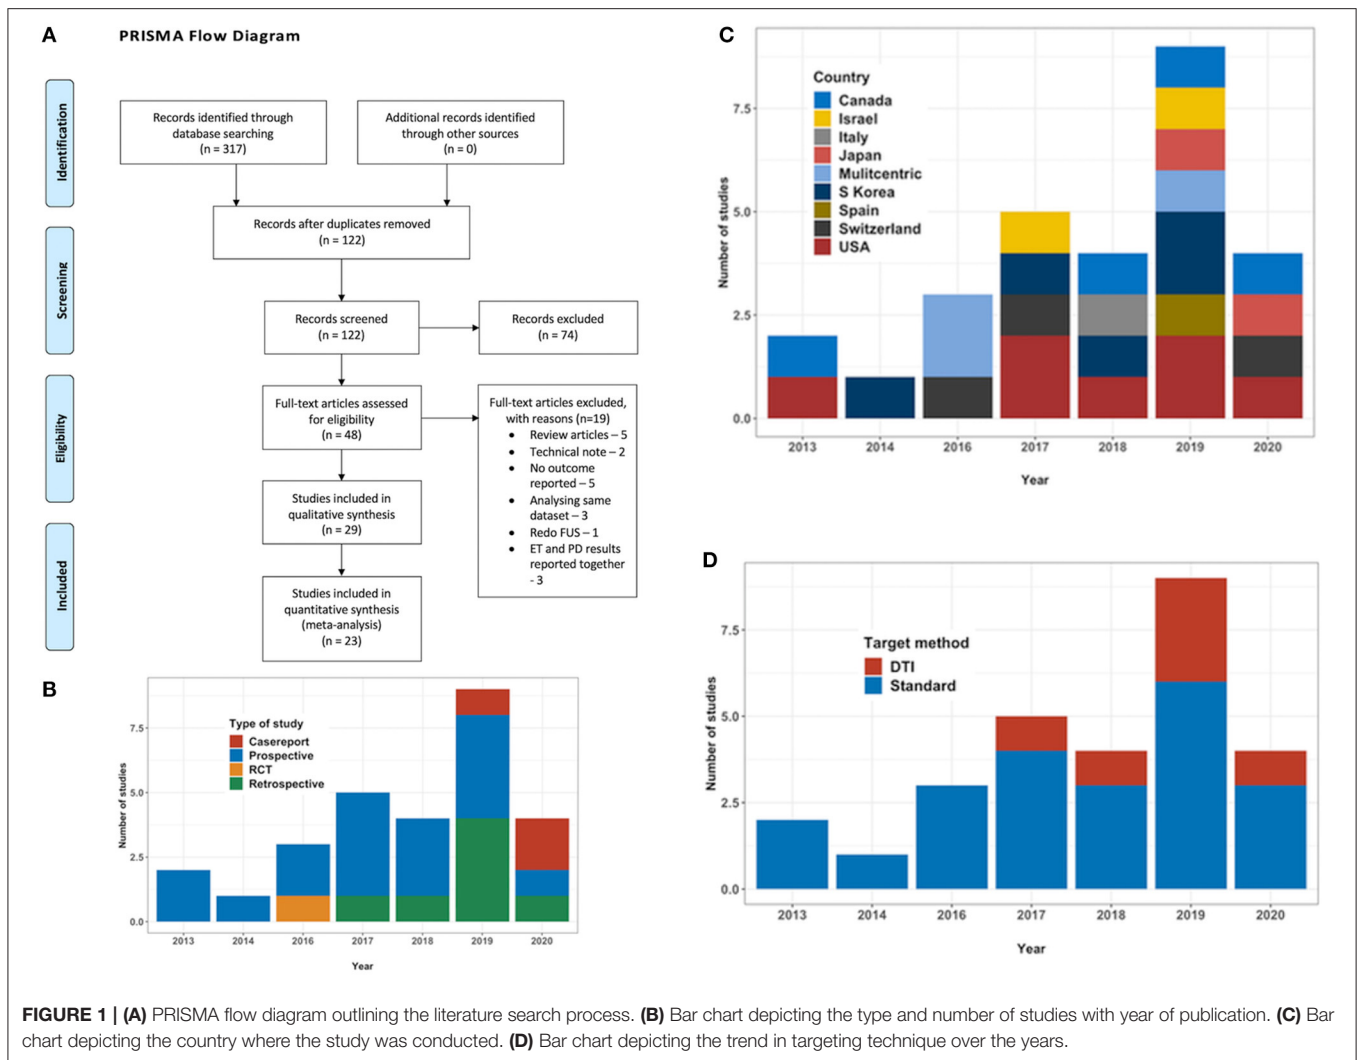 A
PRISMA Flow Diagram
Identification
Records identified through
database searching
(n = 317)
Additional records identified
through other sources
(n = 0)
Records after duplicates removed
(n = 122)
Screening
Records screened
(n = 122)
Records excluded
(n = 74)
Eligibility
Full-text articles assessed
for eligibility
(n = 48)
Full-text articles excluded,
with reasons (n=19)
• Review articles – 5
• Technical note – 2
• No outcome
reported – 5
• Analysing same
dataset – 3
• Redo FUS – 1
• ET and PD results
reported together
- 3
Studies included in
qualitative synthesis
(n = 29)
Included
Studies included in
quantitative synthesis
(meta-analysis)
(n = 23)
B
Type of study
Casereport
Prospective
RCT
Retrospective
Number of studies
7.5
5.0
2.5
0.0
2013 2014 2016 2017 2018 2019 2020
Year
C
Country
Canada
Israel
Italy
Japan
Mulitcentric
S Korea
Spain
Switzerland
USA
Number of studies
7.5
5.0
2.5
0.0
2013 2014 2016 2017 2018 2019 2020
Year
D
Target method
DTI
Standard
Number of studies
7.5
5.0
2.5
0.0
2013 2014 2016 2017 2018 2019 2020
Year
FIGURE 1 | (A) PRISMA flow diagram outlining the literature search process. (B) Bar chart depicting the type and number of studies with year of publication. (C) Bar
chart depicting the country where the study was conducted. (D) Bar chart depicting the trend in targeting technique over the years.